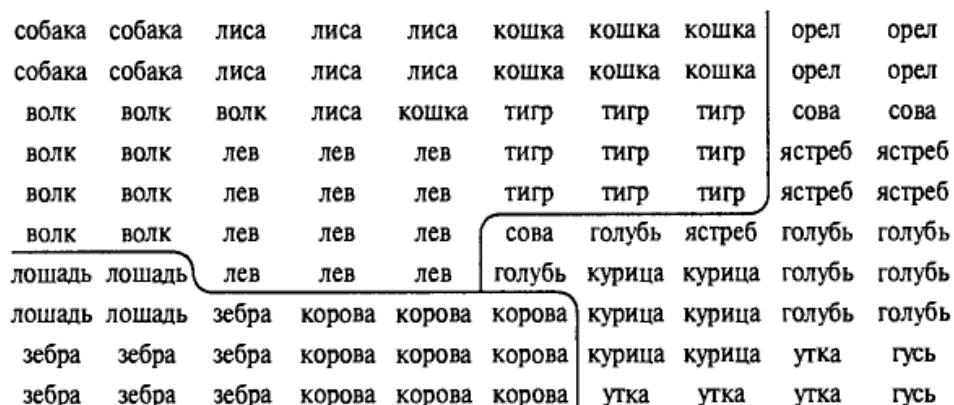 собака собака лиса лиса лиса кошка кошка кошка орел орел
собака собака лиса лиса лиса кошка кошка кошка орел орел
волк волк волк лиса кошка тигр тигр тигр сова сова
волк волк лев лев лев тигр тигр тигр ястреб ястреб
волк волк лев лев лев тигр тигр тигр ястреб ястреб
волк волк лев лев лев сова голубь ястреб голубь голубь
лошадь лошадь лев лев лев голубь курица курица голубь голубь
лошадь лошадь зебра корова корова корова курица курица голубь голубь
зебра зебра зебра корова корова корова курица курица утка гусь
зебра зебра зебра корова корова корова утка утка утка гусь